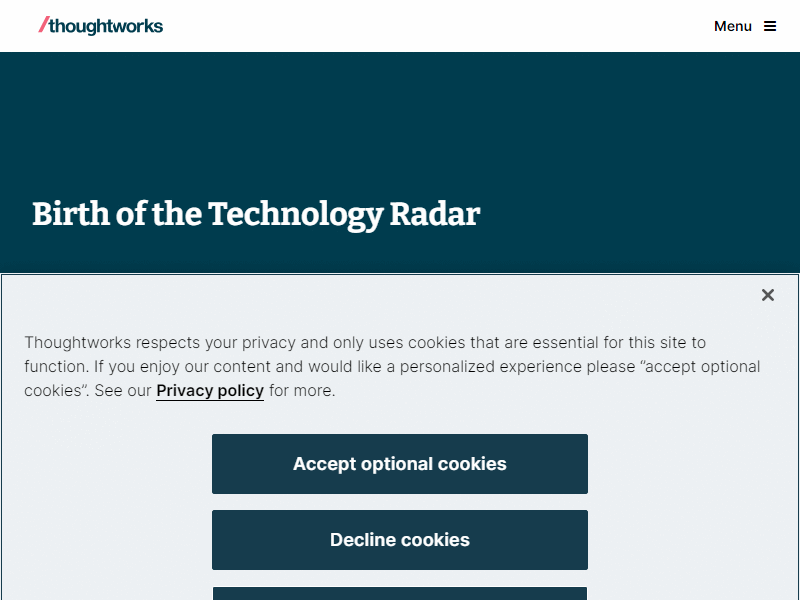 /thoughtworks
Menu
Birth of the Technology Radar
Thoughtworks respects your privacy and only uses cookies that are essential for this site to
function. If you enjoy our content and would like a personalized experience please “accept optional
cookies”. See our Privacy policy for more.
Accept optional cookies
Decline cookies